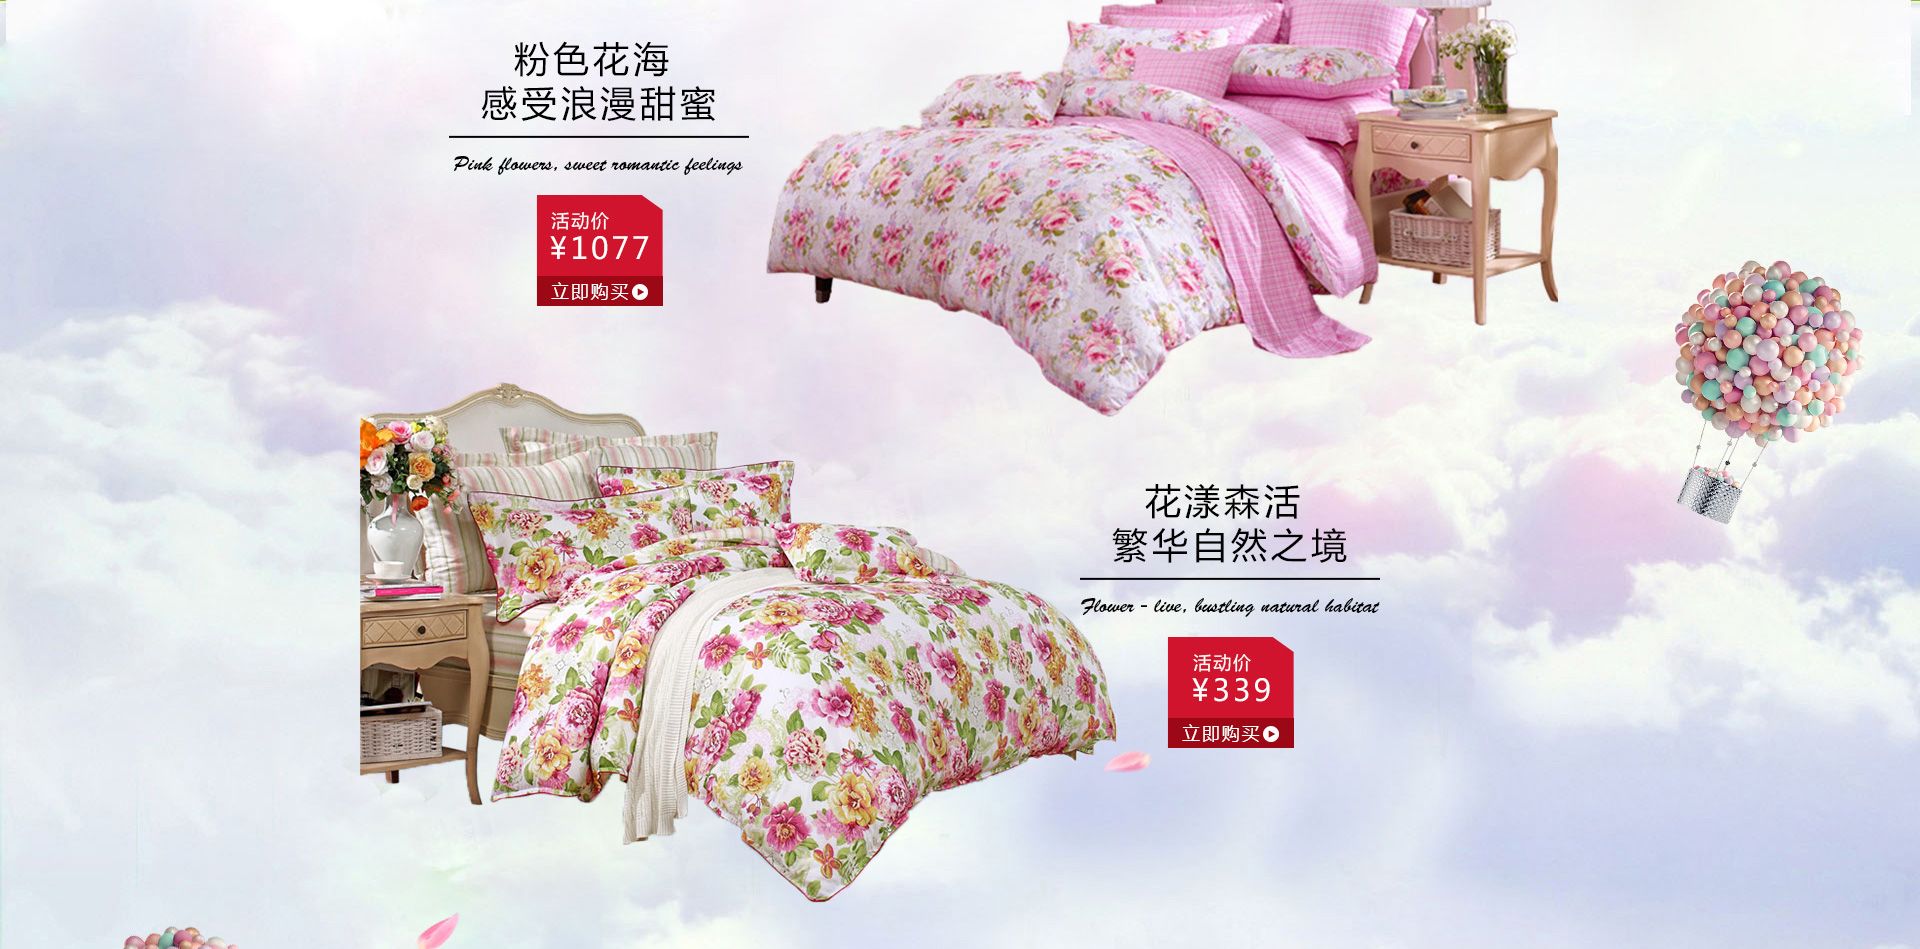 粉色花海
感受浪漫甜蜜
Pink flowers, sweet romantic feelings
活动价
¥1077
立即购买
花漾森活
繁华自然之境
Flower - live, bustling natural habitat
活动价
¥339
立即购买